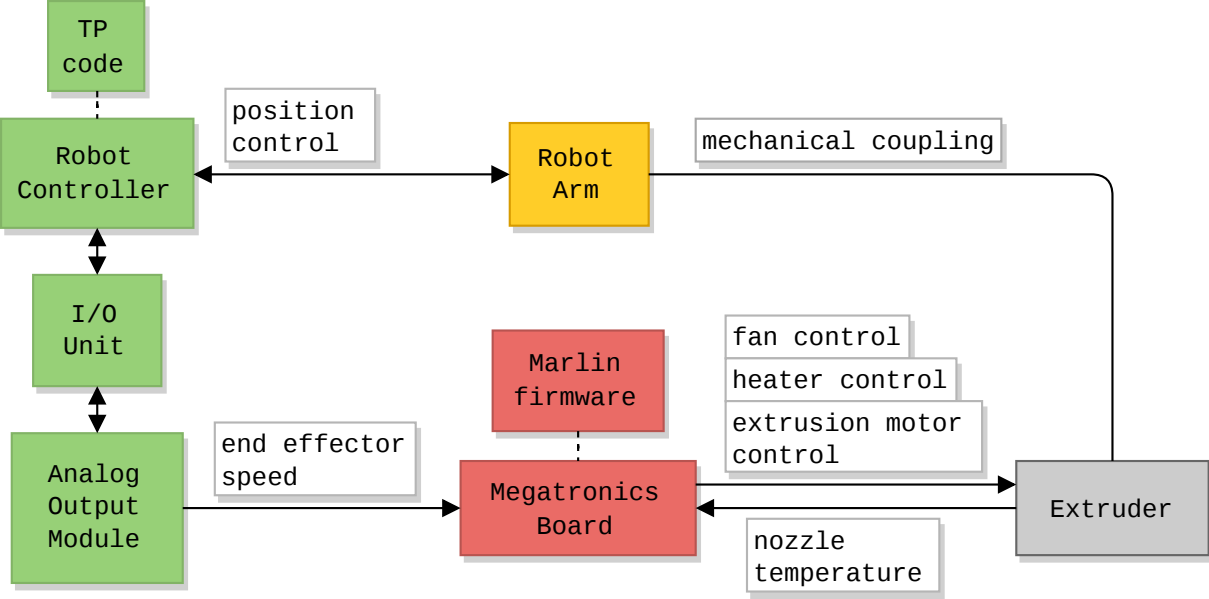 TP
code
position
control
Robot
Controller
Robot
Arm
mechanical coupling
I/O
Unit
Marlin
firmware
fan control
heater control
extrusion motor
control
end effector
speed
Analog
Output
Module
Megatronics
Board
Extruder
nozzle
temperature